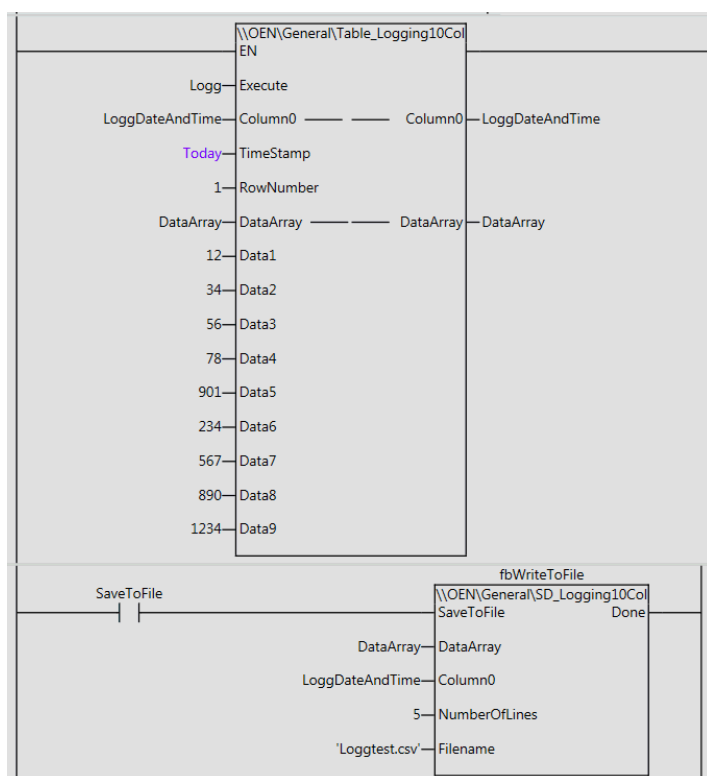 \\OEN\General\Table_Logging10Col
EN
Logg Execute
LoggDateAndTime Column0 Column0 LoggDateAndTime
Today TimeStamp
1 RowNumber
DataArray DataArray DataArray DataArray
12 Data1
34 Data2
56 Data3
78 Data4
901 Data5
234 Data6
567 Data7
890 Data8
1234 Data9
fbWriteToFile
SaveToFile \\OEN\General\SD_Logging10Col
SaveToFile Done
DataArray DataArray
LoggDateAndTime Column0
5 NumberOfLines
'Loggtest.csv' Filename